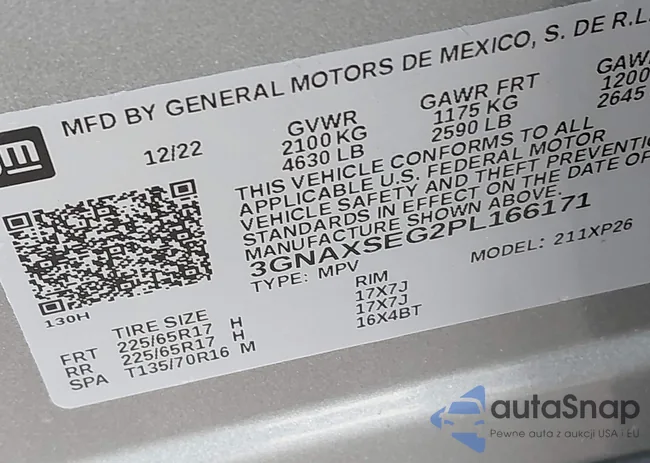 MFD BY GENERAL MOTORS DE MEXICO, S. DE R.L.
12/22
GVWR
2100 KG
4630 LB
GAWR FRT
1175 KG
2590 LB
GAW
1200
2645
THIS VEHICLE CONFORMS TO ALL
APPLICABLE U.S. FEDERAL MOTOR
VEHICLE SAFETY AND THEFT PREVENTI
STANDARDS IN EFFECT ON THE DATE OF
MANUFACTURE SHOWN ABOVE.
3GNAXSEG2PL166171
TYPE: MPV
MODEL: 211XP26
130H
TIRE SIZE
RIM
FRT 225/65R17 H 17X7J
RR 225/65R17 H 17X7J
SPA T135/70R16 M 16X4BT
autaSnap
Pewne auta z aukcji USA i EU